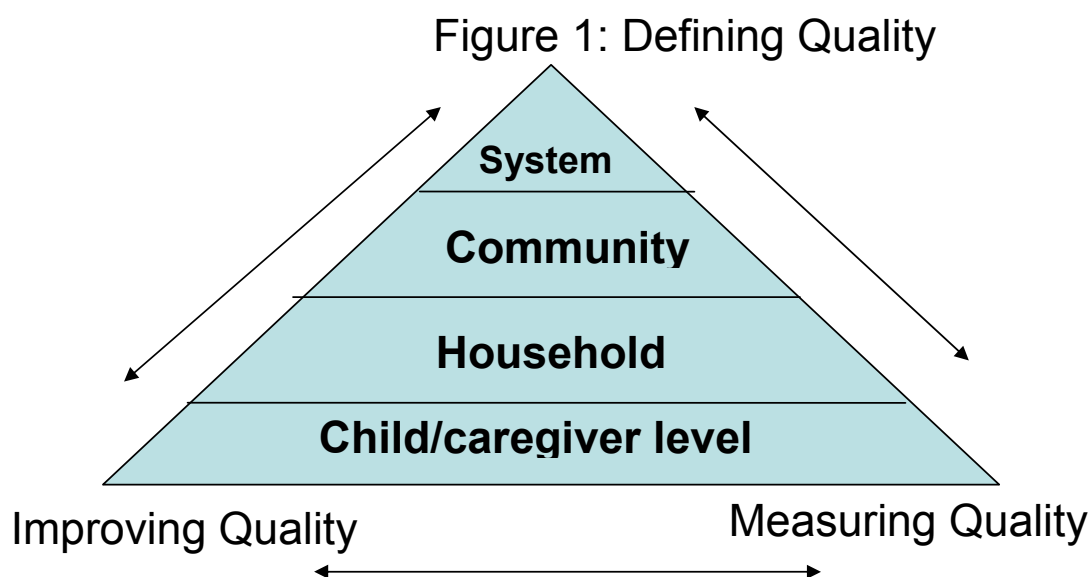 Figure 1: Defining Quality
System
Community
Household
Child/caregiver level
Improving Quality
Measuring Quality